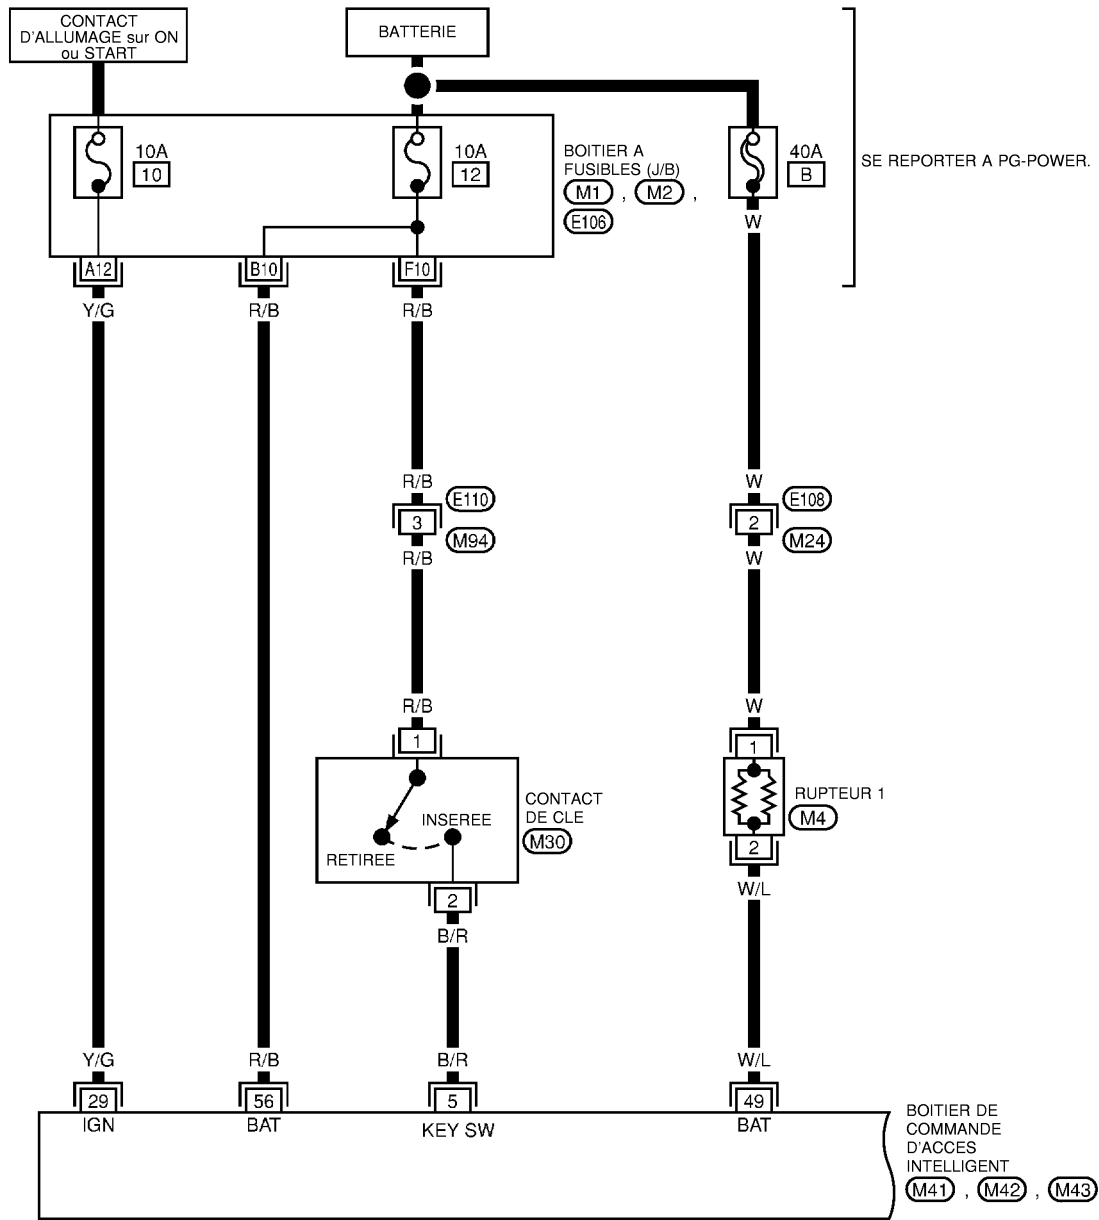 CONTACT
D'ALLUMAGE sur ON
ou START
BATTERIE
10A
10
10A
12
BOITIER A
FUSIBLES (J/B)
M1 , M2 ,
E106
40A
B
SE REPORTER A PG-POWER.
W
A12
B10
F10
Y/G
R/B
R/B
R/B
W
E110
E108
3
2
M94
M24
R/B
W
R/B
W
1
1
CONTACT
DE CLE
M30
INSEREE
RETIREE
RUPTEUR 1
M4
2
2
W/L
B/R
Y/G
R/B
B/R
W/L
29
56
5
49
IGN
BAT
KEY SW
BAT
BOITIER DE
COMMANDE
D'ACCES
INTELLIGENT
M41 , M42 , M43